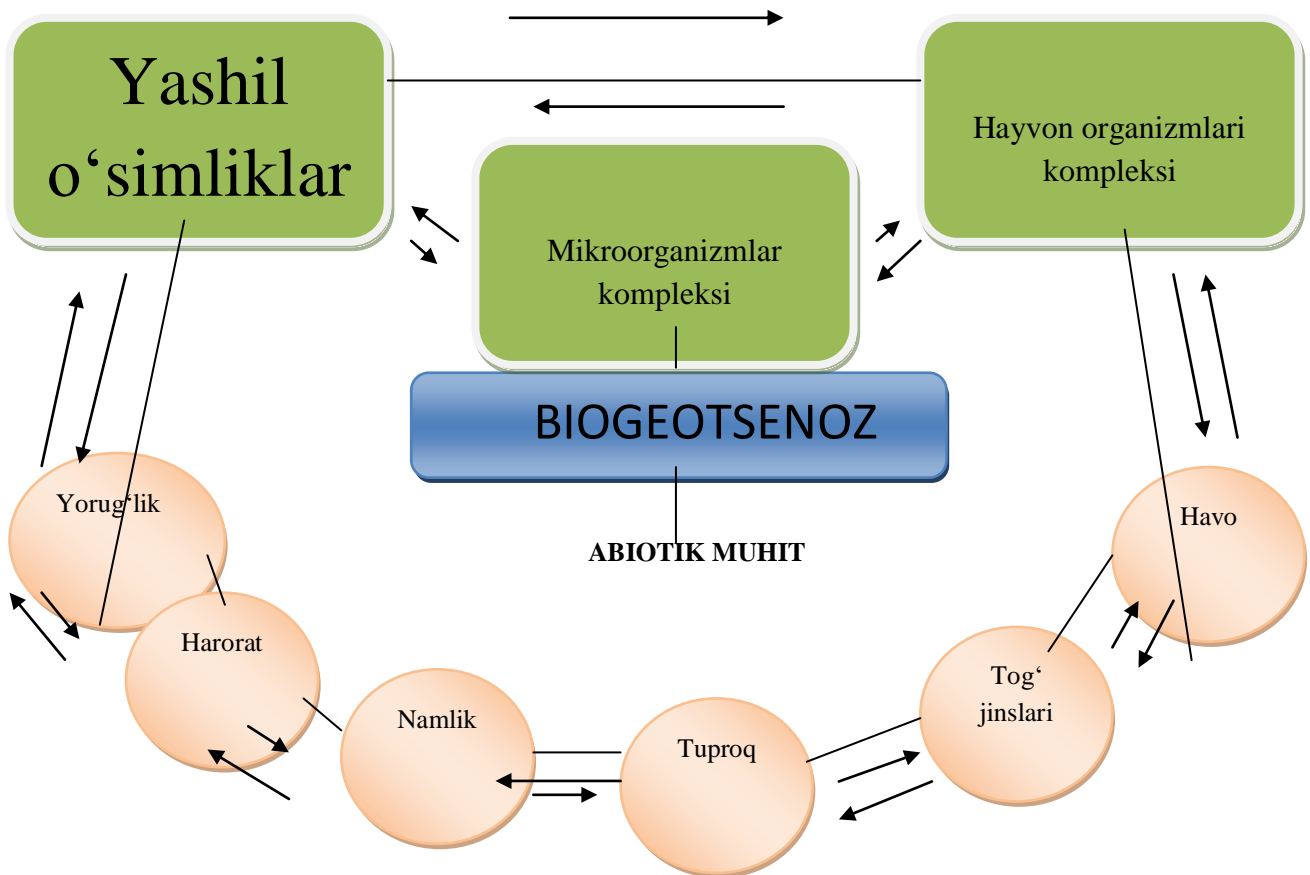 Yashil
o‘simliklar
Hayvon organizmlari
kompleksi
Mikroorganizmlar
kompleksi
BIOGEOTSENOZ
ABIOTIK MUHIT
Yorug‘lik
Harorat
Namlik
Tuproq
Tog‘
jinslari
Havo